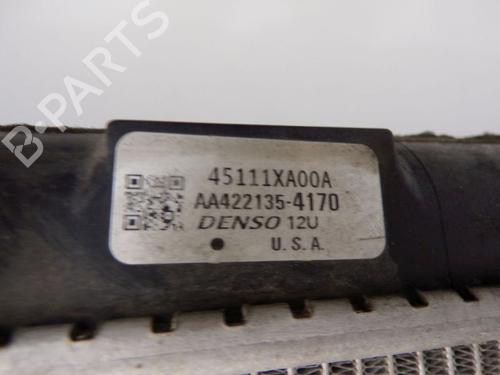 B-PARTS
45111XA00A
AA422135-4170
DENSO 12U
U.S.A.